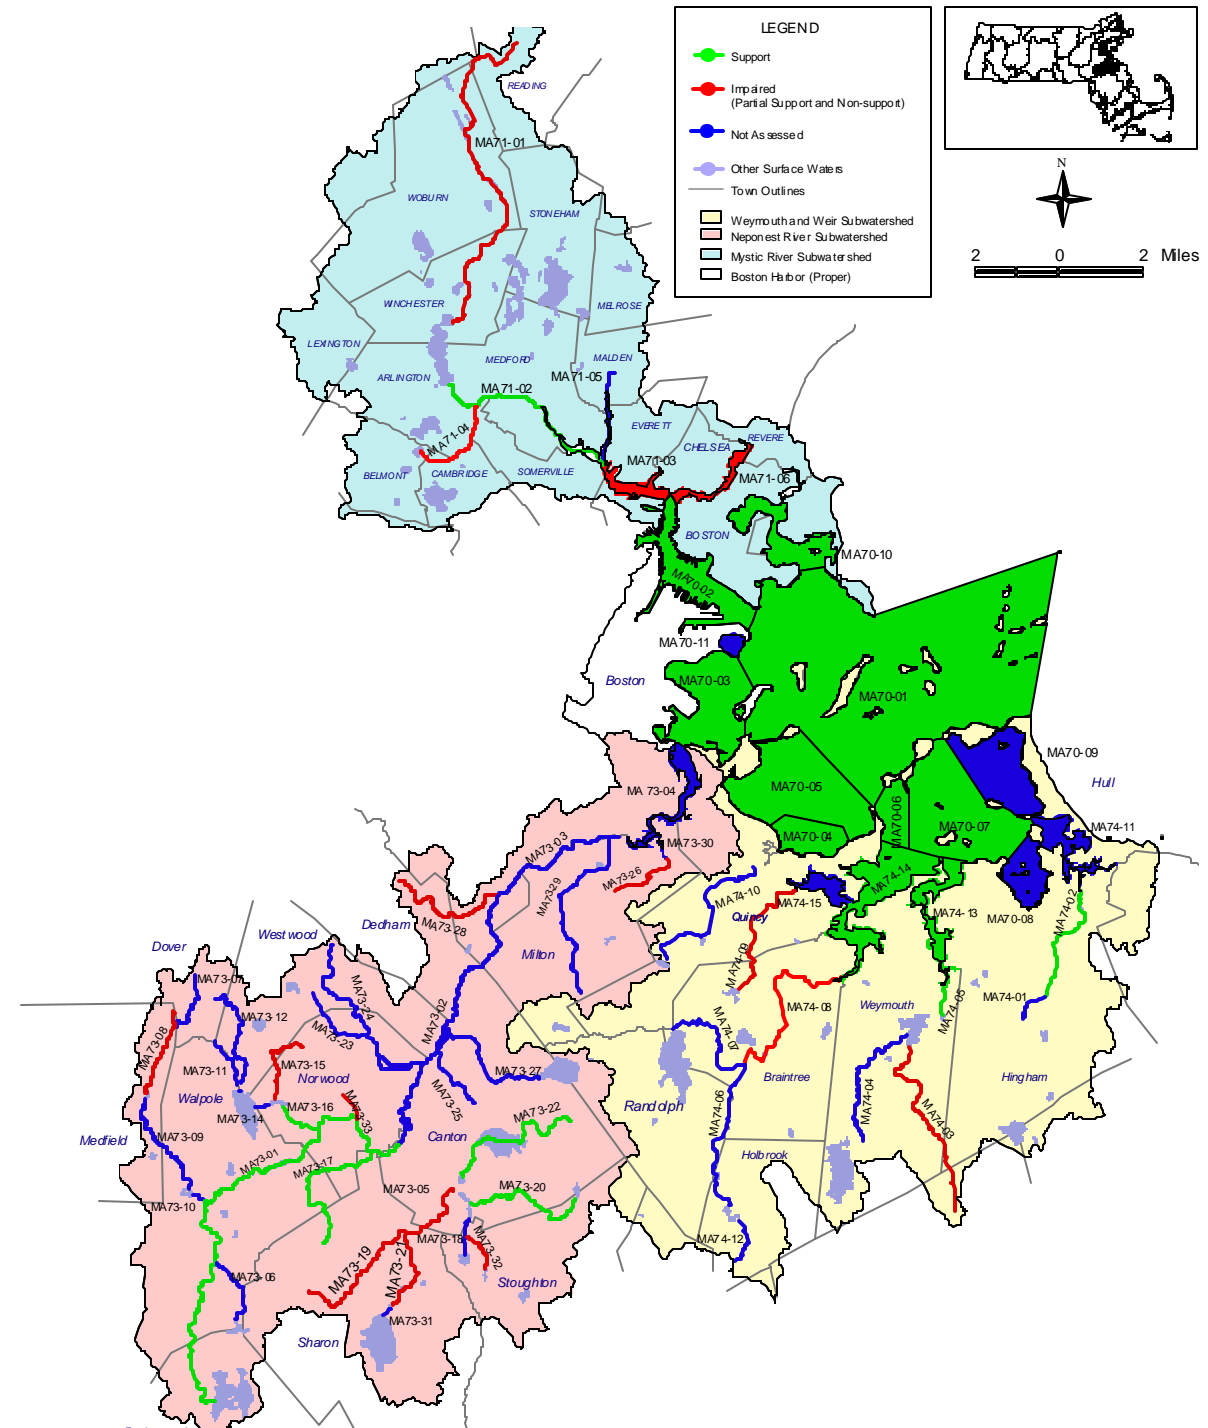 LEGEND
Support
Impaired
(Partial Support and Non-support)
Not Assessed
Other Surface Waters
Town Outlines
Weymouth and Weir Subwatershed
Neponest River Subwatershed
Mystic River Subwatershed
Boston Harbor (Proper)
N
2 0 2 Miles
READING
MA71-01
WOBURN
STONEHAM
WINCHESTER
MELROSE
LEXINGTON
MEDFORD
MALDEN
ARLINGTON
MA71-02
MA71-05
EVERETT
REVERE
CHELSEA
MA71-04
MA71-03
BELMONT
CAMBRIDGE
SOMERVILLE
MA71-06
BOSTON
MA70-10
MA70-02
MA70-11
Boston
MA70-03
MA70-01
MA70-09
Hull
MA 73-04
MA70-05
MA70-06
MA70-07
MA74-11
MA70-04
MA73-03
MA73-30
MA73-26
MA74-14
MA73-29
MA74-10
MA74-15
MA74-13
MA70-08
MA74-02
Quincy
Dedham
MA73-28
Westwood
Dover
Milton
MA74-09
MA73-07
MA73-24
MA73-02
MA74-08
Weymouth
MA74-05
MA74-01
MA73-12
MA73-23
MA74-07
MA73-08
MA73-11
MA73-15
Norwood
MA73-27
Braintree
Hingham
Walpole
MA73-14
MA73-16
MA73-33
MA73-25
MA73-22
Randolph
MA74-06
MA74-04
MA74-03
Medfield
MA73-09
Canton
Holbrook
MA73-01
MA73-17
MA73-05
MA73-20
MA73-10
MA73-18
MA73-32
MA74-12
MA73-06
MA73-19
MA73-21
Stoughton
MA73-31
Sharon